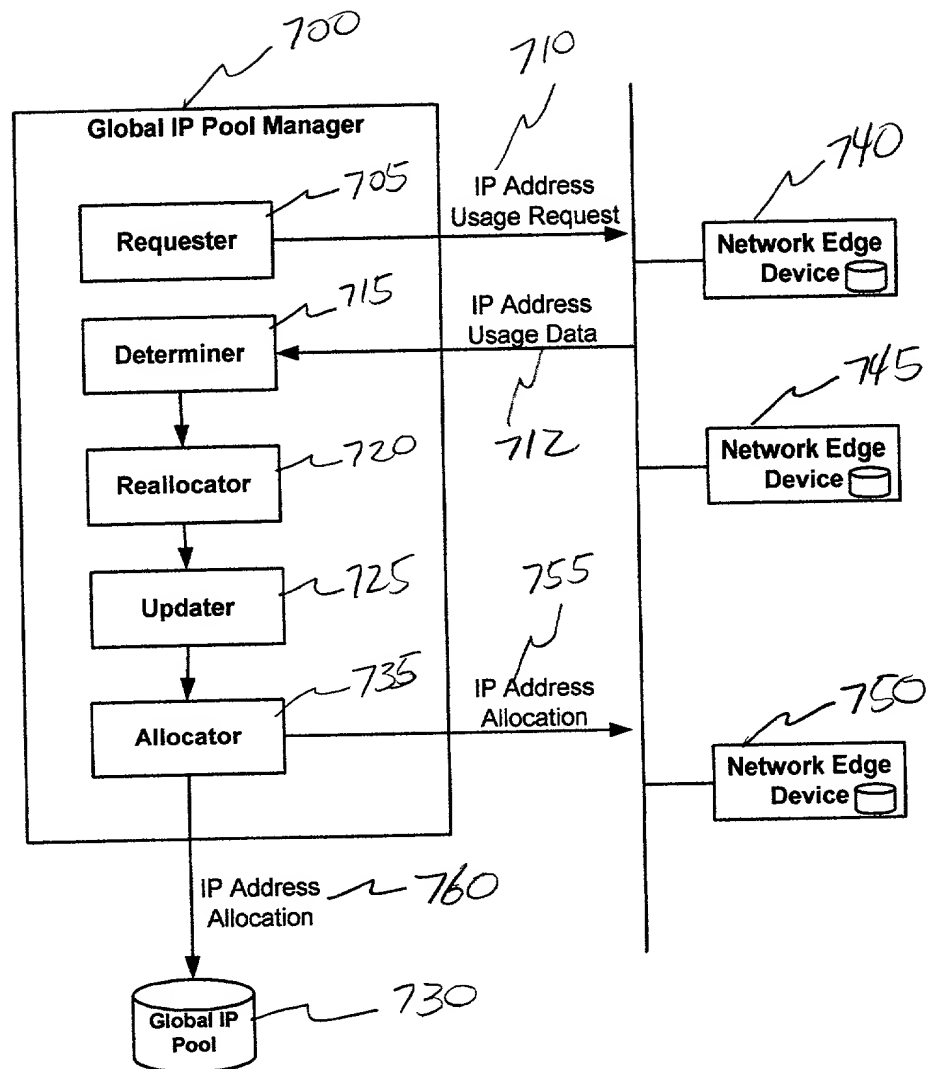 700
710
Global IP Pool Manager
740
705
IP Address
Usage Request
Requester
Network Edge
Device
715
IP Address
Usage Data
Determiner
745
712
720
Network Edge
Device
Reallocator
725
755
Updater
735
IP Address
Allocation
750
Allocator
Network Edge
Device
IP Address
Allocation
760
730
Global IP
Pool